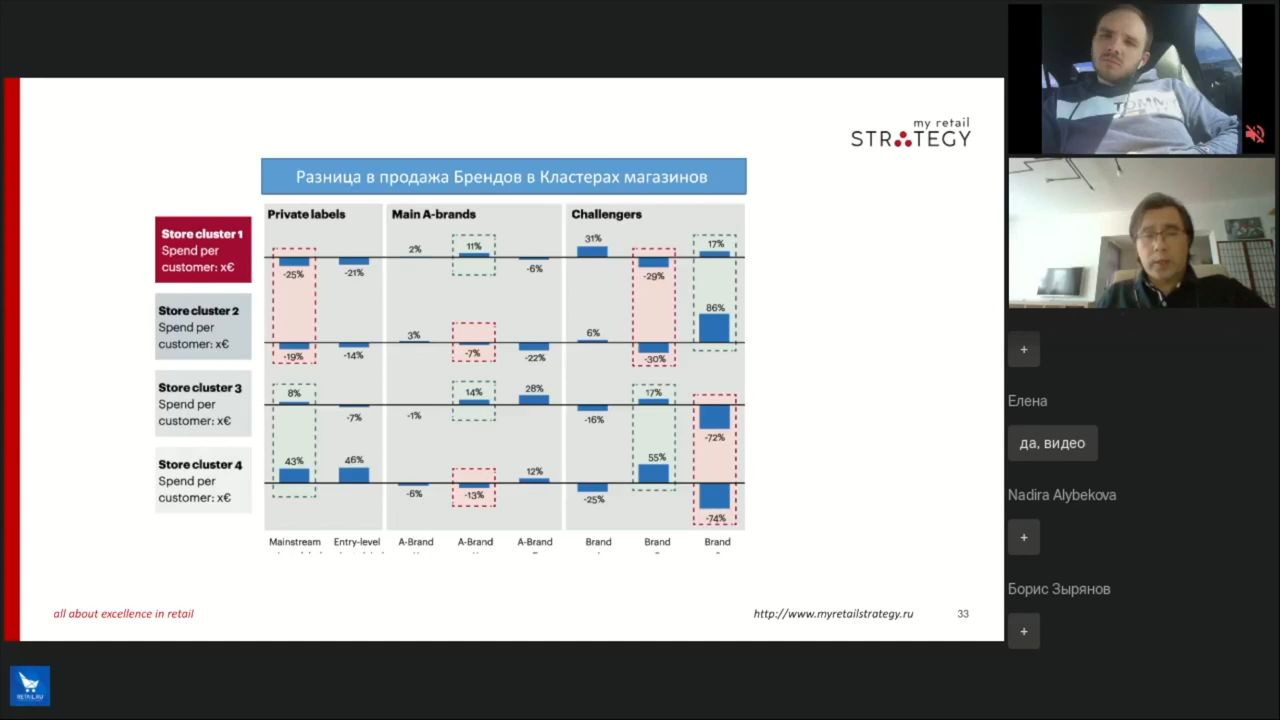 my retail
STRATEGY
Разница в продажа Брендов в Кластерах магазинов
Private labels
Main A-brands
Challengers
Store cluster 1
Spend per
customer: x€
-25%
-21%
2%
11%
-6%
31%
-29%
17%
Store cluster 2
Spend per
customer: x€
-19%
-14%
3%
-7%
-22%
6%
-30%
86%
Store cluster 3
Spend per
customer: x€
8%
-7%
-1%
14%
28%
-16%
17%
-72%
Store cluster 4
Spend per
customer: x€
43%
46%
-6%
-13%
12%
-25%
55%
-74%
Mainstream
Entry-level
A-Brand
A-Brand
A-Brand
Brand
Brand
Brand
all about excellence in retail
http://www.myretailstrategy.ru
33
RETAIL.RU
+
Елена
да, видео
Nadira Alybekova
+
Борис Зырянов
+